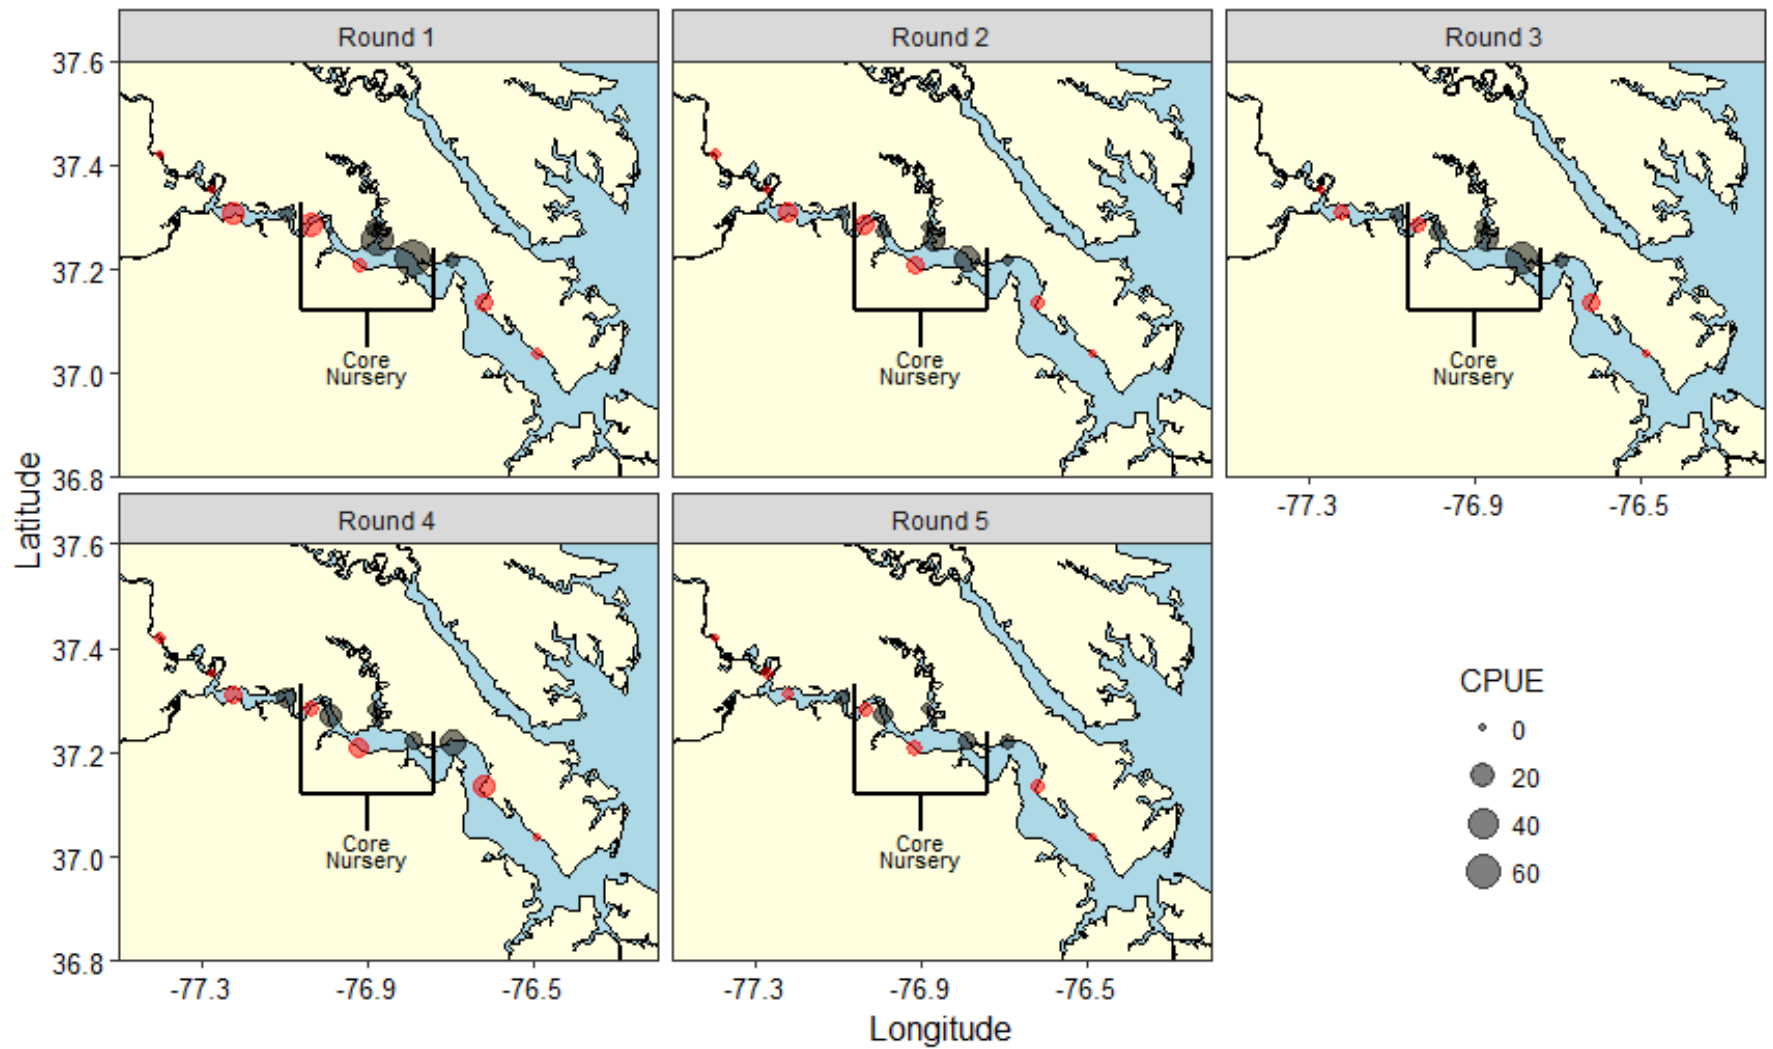 Round 1
Round 2
Round 3
37.6
37.4
37.2
37.0
36.8
Core
Nursery
Core
Nursery
Core
Nursery
-77.3
-76.9
-76.5
Latitude
Round 4
Round 5
37.6
37.4
37.2
37.0
36.8
Core
Nursery
Core
Nursery
-77.3
-76.9
-76.5
-77.3
-76.9
-76.5
Longitude
CPUE
0
20
40
60